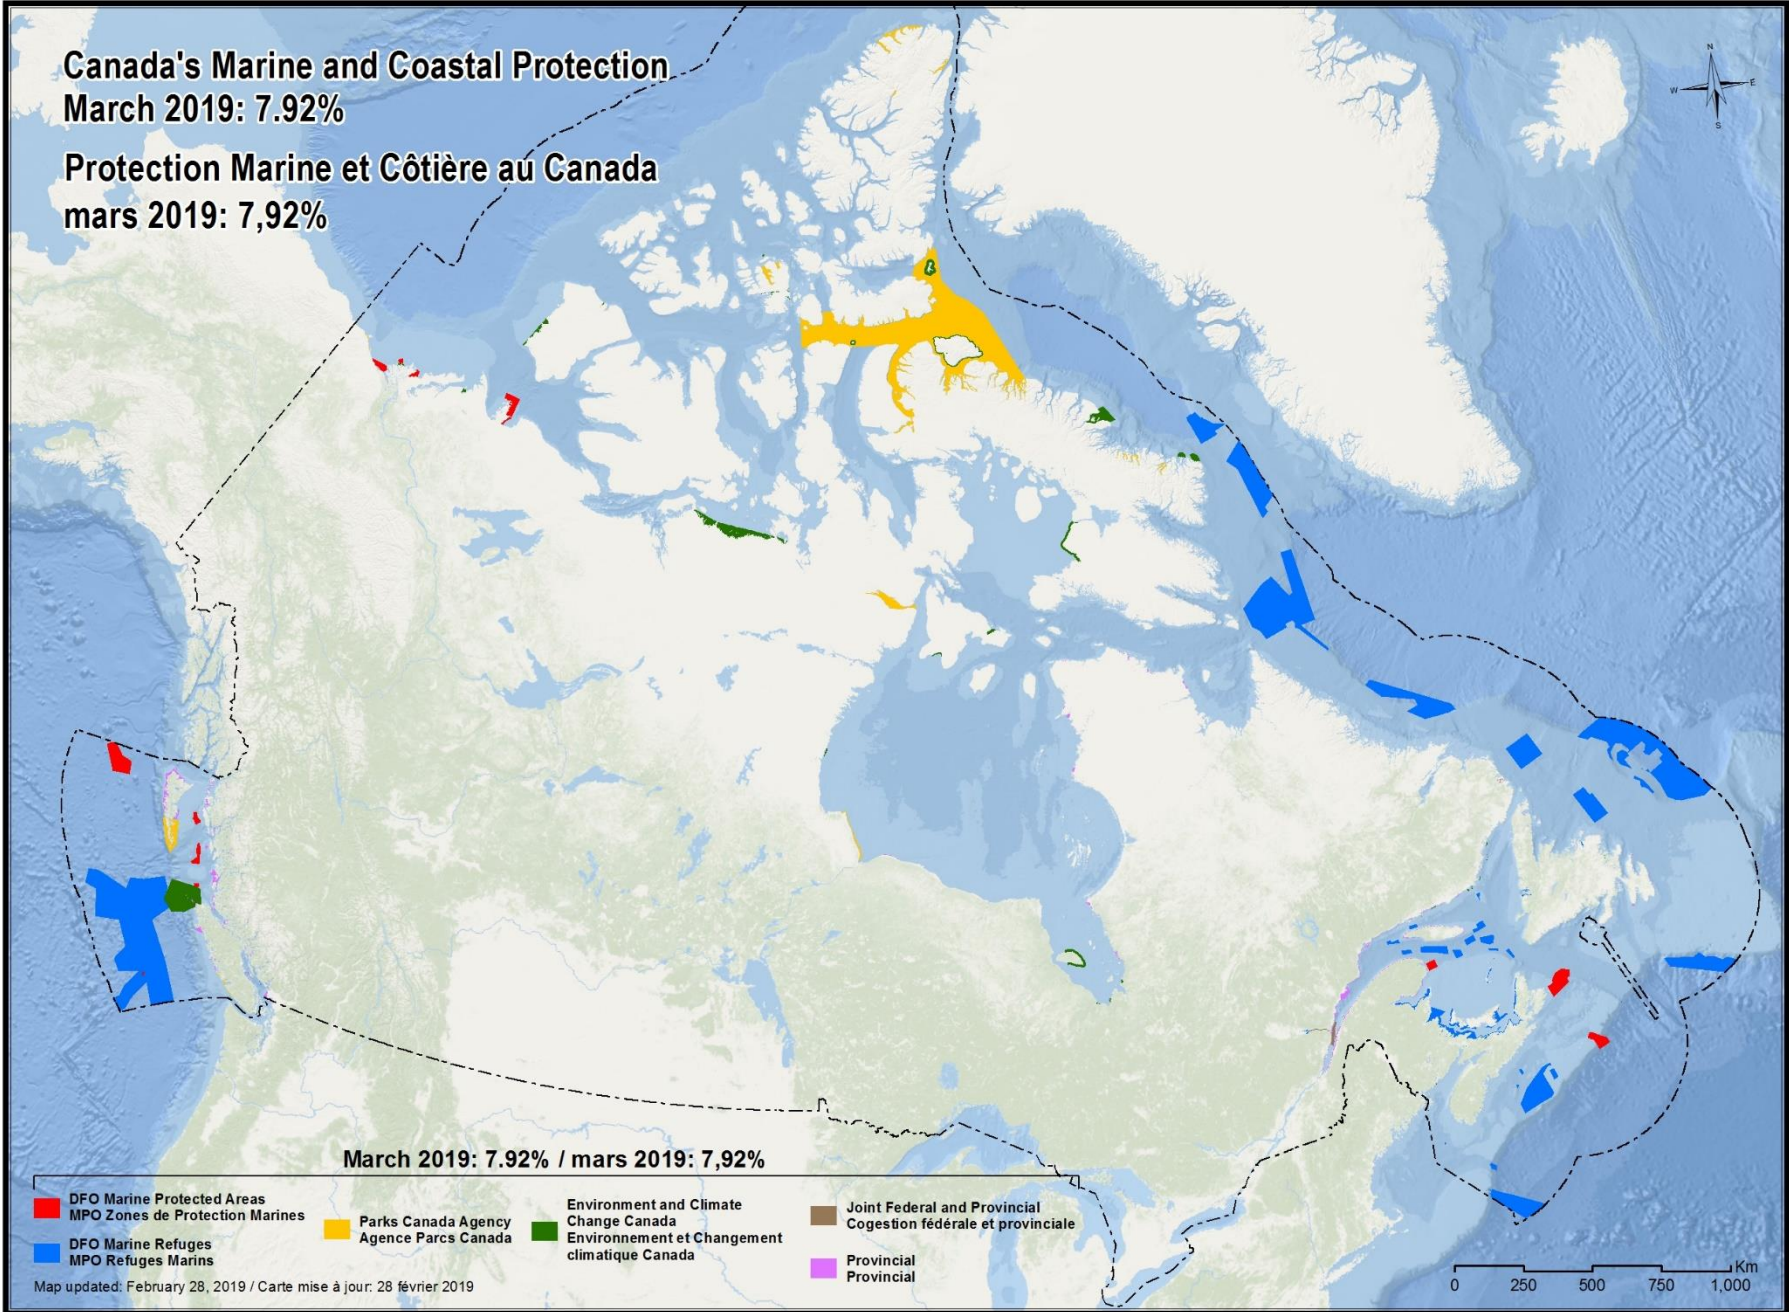 Canada's Marine and Coastal Protection
March 2019: 7.92%
Protection Marine et Côtière au Canada
mars 2019: 7,92%
N
W
E
S
March 2019: 7.92% / mars 2019: 7,92%
DFO Marine Protected Areas
MPO Zones de Protection Marines
DFO Marine Refuges
MPO Refuges Marins
Parks Canada Agency
Agence Parcs Canada
Environment and Climate
Change Canada
Environnement et Changement
climatique Canada
Joint Federal and Provincial
Cogestion fédérale et provinciale
Provincial
Provincial
Map updated: February 28, 2019 / Carte mise à jour: 28 février 2019
Km
0 250 500 750 1,000